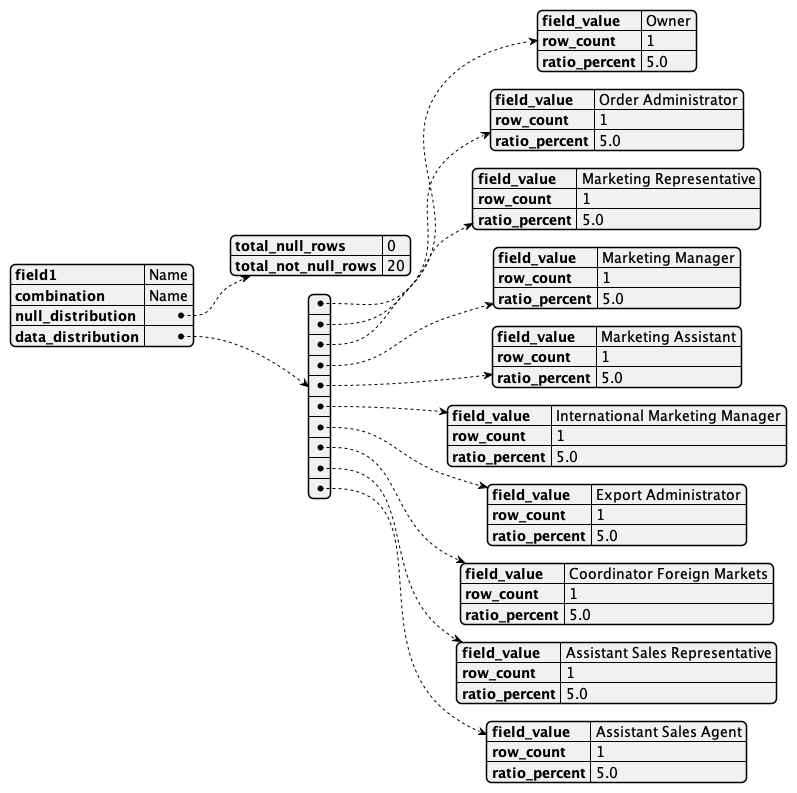 field1 Name
combination Name
null_distribution
data_distribution
total_null_rows 0
total_not_null_rows 20
field_value Owner
row_count 1
ratio_percent 5.0
field_value Order Administrator
row_count 1
ratio_percent 5.0
field_value Marketing Representative
row_count 1
ratio_percent 5.0
field_value Marketing Manager
row_count 1
ratio_percent 5.0
field_value Marketing Assistant
row_count 1
ratio_percent 5.0
field_value International Marketing Manager
row_count 1
ratio_percent 5.0
field_value Export Administrator
row_count 1
ratio_percent 5.0
field_value Coordinator Foreign Markets
row_count 1
ratio_percent 5.0
field_value Assistant Sales Representative
row_count 1
ratio_percent 5.0
field_value Assistant Sales Agent
row_count 1
ratio_percent 5.0